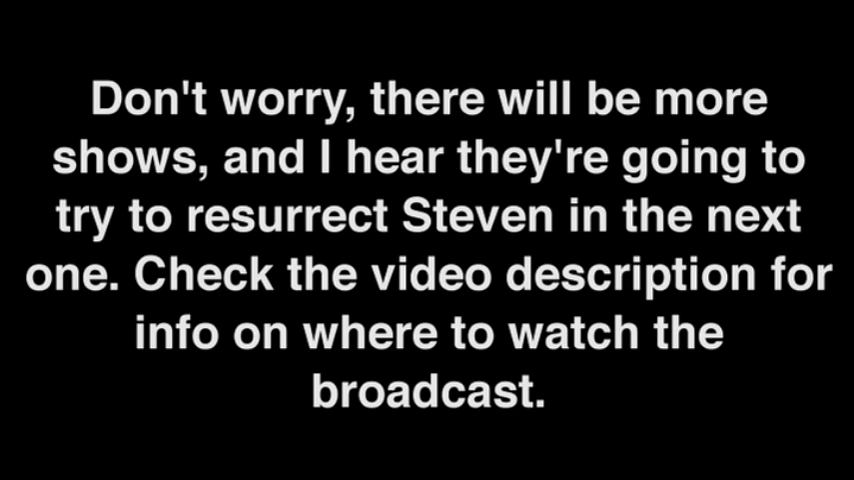 Don't worry, there will be more
shows, and I hear they're going to
try to resurrect Steven in the next
one. Check the video description for
info on where to watch the
broadcast.